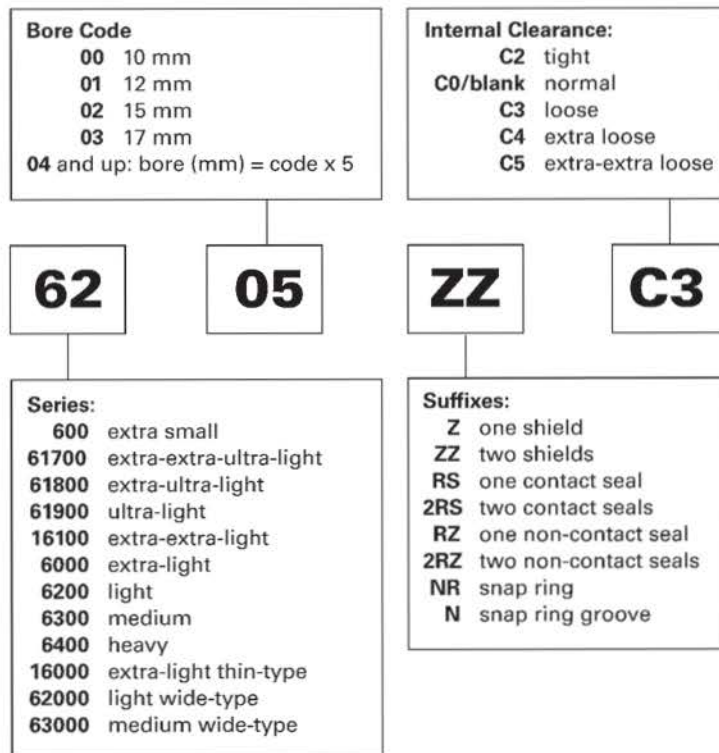 Bore Code
00 10 mm
01 12 mm
02 15 mm
03 17 mm
04 and up: bore (mm) = code x 5
Internal Clearance:
C2 tight
C0/blank normal
C3 loose
C4 extra loose
C5 extra-extra loose
62 05 ZZ C3
Series:
600 extra small
61700 extra-extra-ultra-light
61800 extra-ultra-light
61900 ultra-light
16100 extra-extra-light
6000 extra-light
6200 light
6300 medium
6400 heavy
16000 extra-light thin-type
62000 light wide-type
63000 medium wide-type
Suffixes:
Z one shield
ZZ two shields
RS one contact seal
2RS two contact seals
RZ one non-contact seal
2RZ two non-contact seals
NR snap ring
N snap ring groove